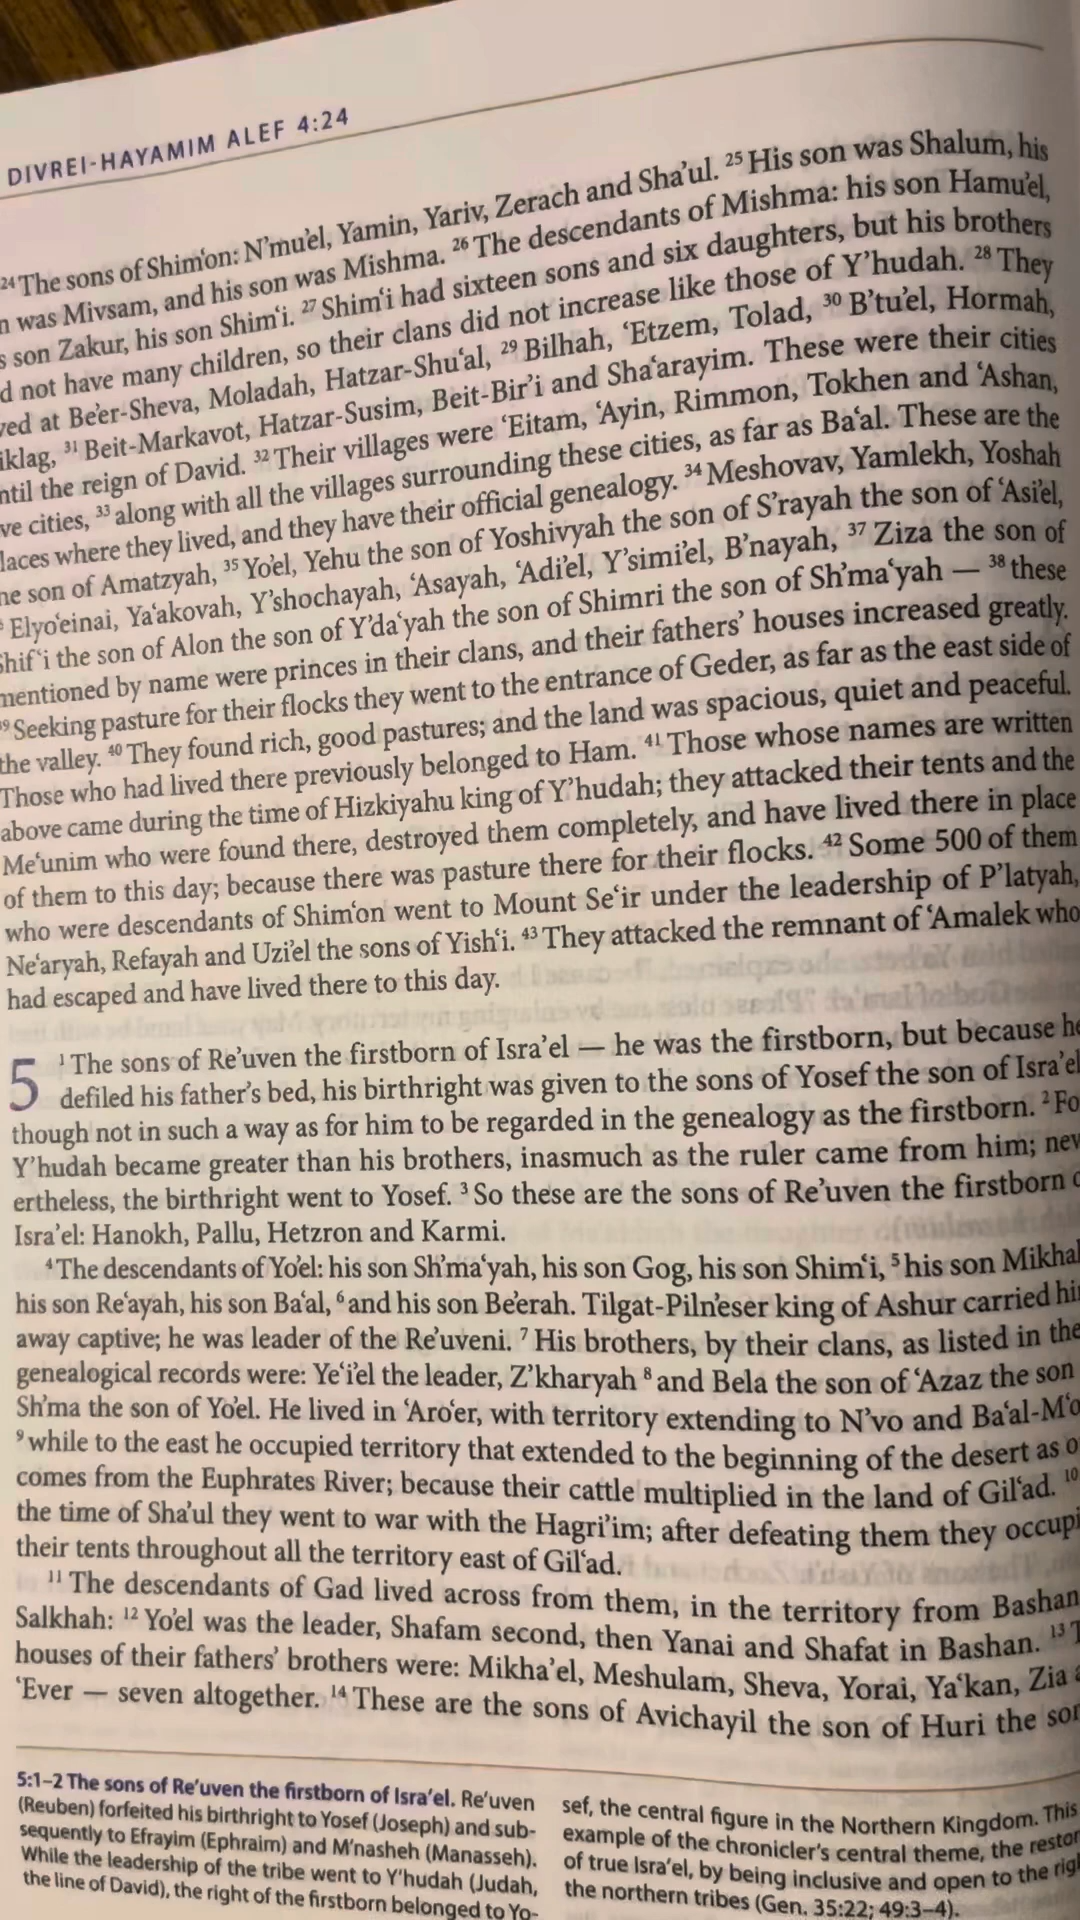 DIVREI-HAYAMIM ALEF 4:24
24 The sons of Shim‘on: N’mu’el, Yamin, Yariv, Zerach and Sha’ul. 25 His son was Shalum, his
was Mivsam, and his son was Mishma. 26 The descendants of Mishma: his son Hamu’el,
son Zakur, his son Shim‘i. 27 Shim‘i had sixteen sons and six daughters, but his brothers
not have many children, so their clans did not increase like those of Y’hudah. 28 They
at Be’er-Sheva, Moladah, Hatzar-Shu‘al, 29 Bilhah, ‘Etzem, Tolad, 30 B’tu’el, Hormah,
31 Beit-Markavot, Hatzar-Susim, Beit-Bir’i and Sha‘arayim. These were their cities
the reign of David. 32 Their villages were ‘Eitam, ‘Ayin, Rimmon, Tokhen and ‘Ashan,
cities, 33 along with all the villages surrounding these cities, as far as Ba‘al. These are the
where they lived, and they have their official genealogy. 34 Meshovav, Yamlekh, Yoshah
son of Amatzyah, 35 Yo’el, Yehu the son of Yoshivyah the son of S’rayah the son of ‘Asi’el,
Elyo‘einai, Ya‘akovah, Y’shochayah, ‘Asayah, ‘Adi’el, Y’simi’el, B’nayah, 37 Ziza the son of
the son of Alon the son of Y’da‘yah the son of Shimri the son of Sh’ma‘yah — 38 these
mentioned by name were princes in their clans, and their fathers’ houses increased greatly.
Seeking pasture for their flocks they went to the entrance of Geder, as far as the east side of
the valley. 40 They found rich, good pastures; and the land was spacious, quiet and peaceful.
Those who had lived there previously belonged to Ham. 41 Those whose names are written
above came during the time of Hizkiyahu king of Y’hudah; they attacked their tents and the
Me‘unim who were found there, destroyed them completely, and have lived there in place
of them to this day; because there was pasture there for their flocks. 42 Some 500 of them
who were descendants of Shim‘on went to Mount Se‘ir under the leadership of P’latyah,
Ne‘aryah, Refayah and Uzi’el the sons of Yish‘i. 43 They attacked the remnant of ‘Amalek who
had escaped and have lived there to this day.
5 1 The sons of Re’uven the firstborn of Isra’el — he was the firstborn, but because he
defiled his father’s bed, his birthright was given to the sons of Yosef the son of Isra’el
though not in such a way as for him to be regarded in the genealogy as the firstborn. 2 Fo
Y’hudah became greater than his brothers, inasmuch as the ruler came from him; nev
ertheless, the birthright went to Yosef. 3 So these are the sons of Re’uven the firstborn
Isra’el: Hanokh, Pallu, Hetzron and Karmi.
4 The descendants of Yo’el: his son Sh’ma‘yah, his son Gog, his son Shim‘i, 5 his son Mikhal
his son Re‘ayah, his son Ba‘al, 6 and his son Be’erah. Tilgat-Piln’eser king of Ashur carried hi
away captive; he was leader of the Re’uveni. 7 His brothers, by their clans, as listed in the
genealogical records were: Ye‘i’el the leader, Z’kharyah 8 and Bela the son of ‘Azaz the son
Sh’ma the son of Yo’el. He lived in ‘Aro‘er, with territory extending to N’vo and Ba‘al-M‘o
9 while to the east he occupied territory that extended to the beginning of the desert as o
comes from the Euphrates River; because their cattle multiplied in the land of Gil‘ad. 10
the time of Sha’ul they went to war with the Hagri’im; after defeating them they occupi
their tents throughout all the territory east of Gil‘ad.
11 The descendants of Gad lived across from them, in the territory from Bashan
Salkhah: 12 Yo’el was the leader, Shafam second, then Yanai and Shafat in Bashan. 13
houses of their fathers’ brothers were: Mikha’el, Meshulam, Sheva, Yorai, Ya‘kan, Zia
‘Ever — seven altogether. 14 These are the sons of Avichayil the son of Huri the son
5:1–2 The sons of Re’uven the firstborn of Isra’el. Re’uven
(Reuben) forfeited his birthright to Yosef (Joseph) and sub-
sequently to Efrayim (Ephraim) and M’nasheh (Manasseh).
While the leadership of the tribe went to Y’hudah (Judah,
the line of David), the right of the firstborn belonged to Yo-
sef, the central figure in the Northern Kingdom. This
example of the chronicler’s central theme, the restor
of true Isra’el, by being inclusive and open to the
the northern tribes (Gen. 35:22; 49:3–4).